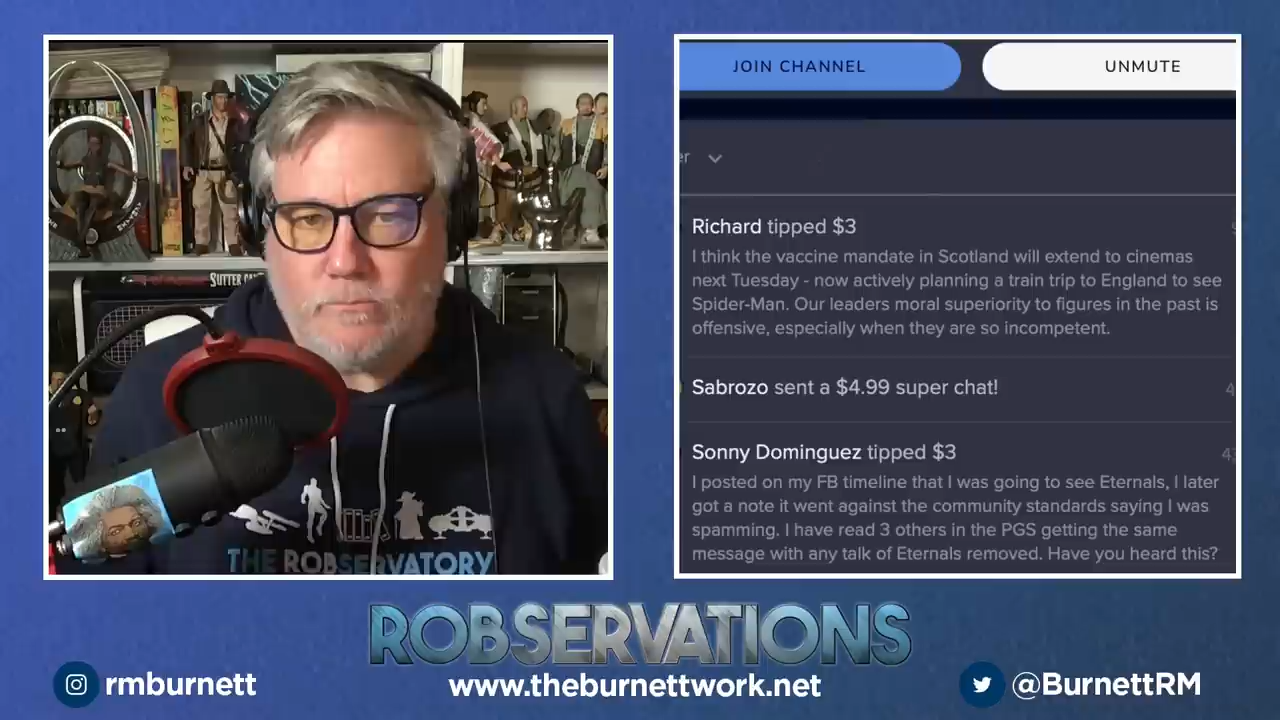 JOIN CHANNEL
UNMUTE
er
Richard tipped $3
I think the vaccine mandate in Scotland will extend to cinemas
next Tuesday - now actively planning a train trip to England to see
Spider-Man. Our leaders moral superiority to figures in the past is
offensive, especially when they are so incompetent.
Sabrozo sent a $4.99 super chat!
Sonny Dominguez tipped $3
I posted on my FB timeline that I was going to see Eternals, I later
got a note it went against the community standards saying I was
spamming. I have read 3 others in the PGS getting the same
message with any talk of Eternals removed. Have you heard this?
THE ROBSERVATORY
ROBSERVATIONS
rmburnett
www.theburnettwork.net
@BurnettRM